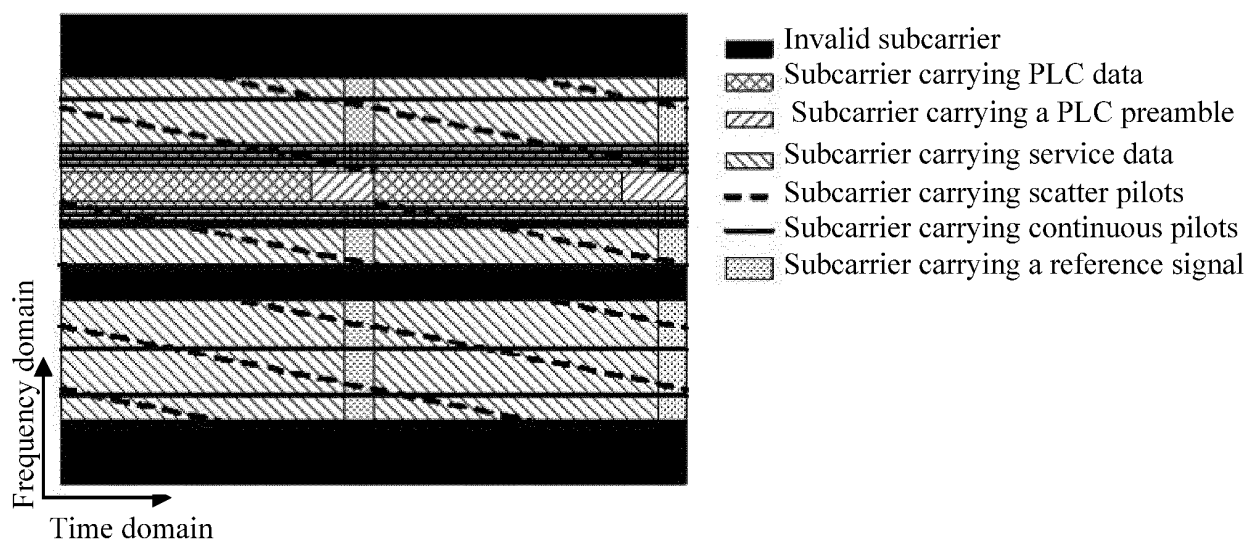 Invalid subcarrier
Subcarrier carrying PLC data
Subcarrier carrying a PLC preamble
Subcarrier carrying service data
Subcarrier carrying scatter pilots
Subcarrier carrying continuous pilots
Subcarrier carrying a reference signal
Frequency domain
Time domain